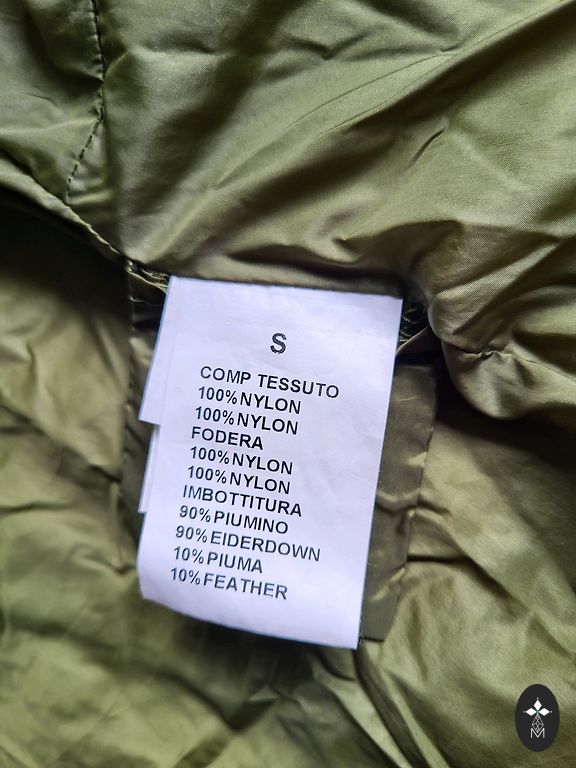 S
COMP TESSUTO
100%NYLON
100%NYLON
FODERA
100%NYLON
100%NYLON
IMBOTTITURA
90%PIUMINO
90%EIDERDOWN
10%PIUMA
10%FEATHER
M